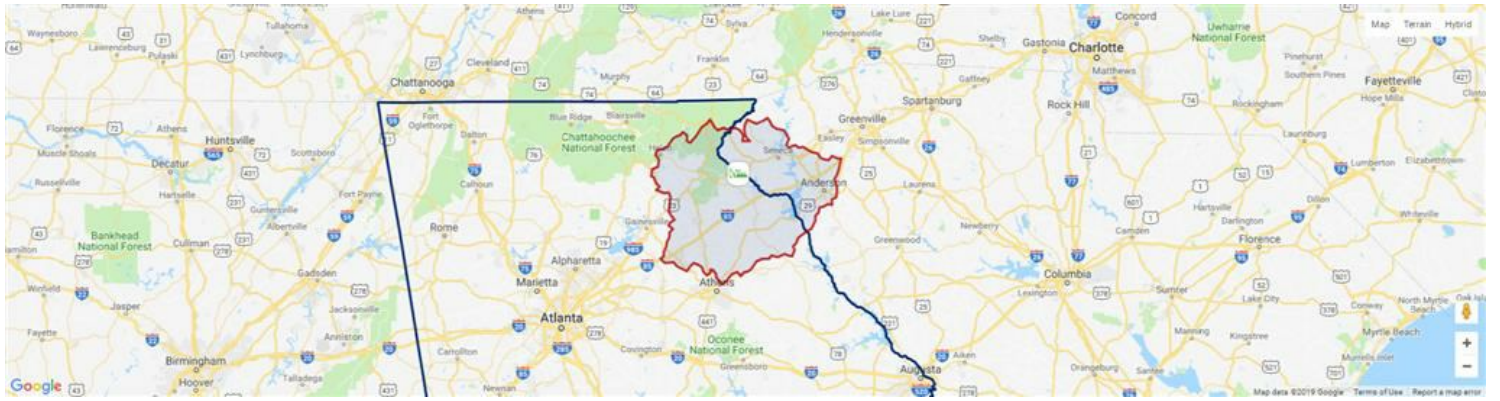 Waynesboro
Lawrenceburg
Pulaski
Tullahoma
Lynchburg
Athens
Cleveland
Chattanooga
Sylva
Franklin
Murphy
Lake Lure
Hendersonville
Shelby
Gastonia
Charlotte
Concord
Matthews
Uwharrie
National Forest
Map Terrain Hybrid
Pinehurst
Southern Pines
Fayetteville
Hope Mills
Gaffney
Spartanburg
Rock Hill
Rockingham
Laurinburg
Lumberton
Elizabethtown
Whiteville
Florence
Muscle Shoals
Athens
Huntsville
Decatur
Scottsboro
Russellville
Hartselle
Guntersville
Albertville
Fort Payne
Fort
Oglethorpe
Dalton
Calhoun
Blue Ridge
Blairsville
Chattahoochee
National Forest
Seneca
Easley
Greenville
Simpsonville
Anderson
Laurens
Greenwood
Newberry
Camden
Hartsville
Darlington
Dillon
Florence
Bankhead
National Forest
Cullman
Gadsden
Rome
Gainesville
Alpharetta
Marietta
Atlanta
Athens
Columbia
Lexington
Sumter
Lake City
Conway
North Myrtle
Beach
Myrtle Beach
Murrells Inlet
Winfield
Jasper
Fayette
Jacksonville
Anniston
Birmingham
Hoover
Talladega
Carrollton
Newnan
Covington
Oconee
National Forest
Greensboro
Augusta
Aiken
Orangeburg
Santee
Manning
Kingstree
Google
Map data ©2019 Google Terms of Use Report a map error